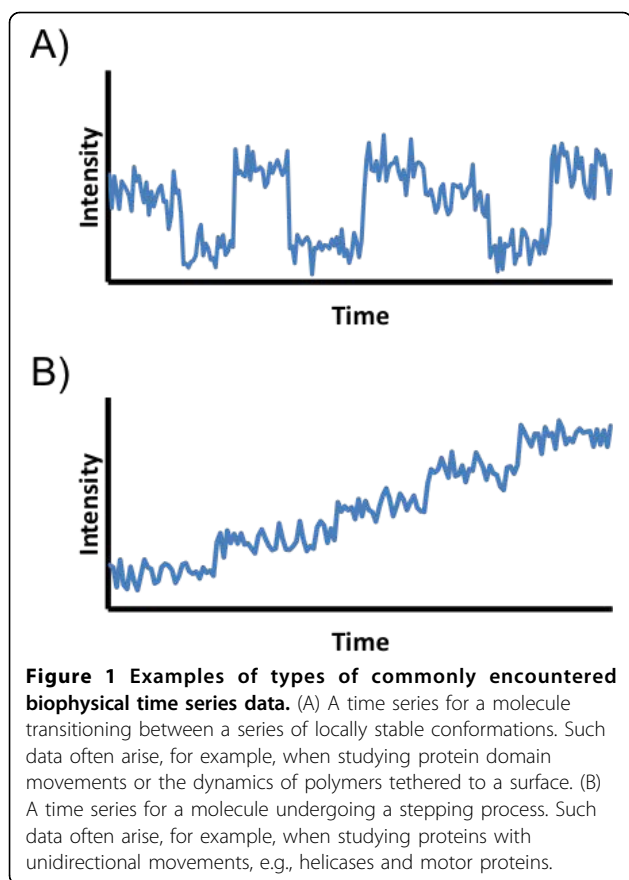 A)
Intensity
Time
B)
Intensity
Time
Figure 1 Examples of types of commonly encountered
biophysical time series data. (A) A time series for a molecule
transitioning between a series of locally stable conformations. Such
data often arise, for example, when studying protein domain
movements or the dynamics of polymers tethered to a surface. (B)
A time series for a molecule undergoing a stepping process. Such
data often arise, for example, when studying proteins with
unidirectional movements, e.g., helicases and motor proteins.